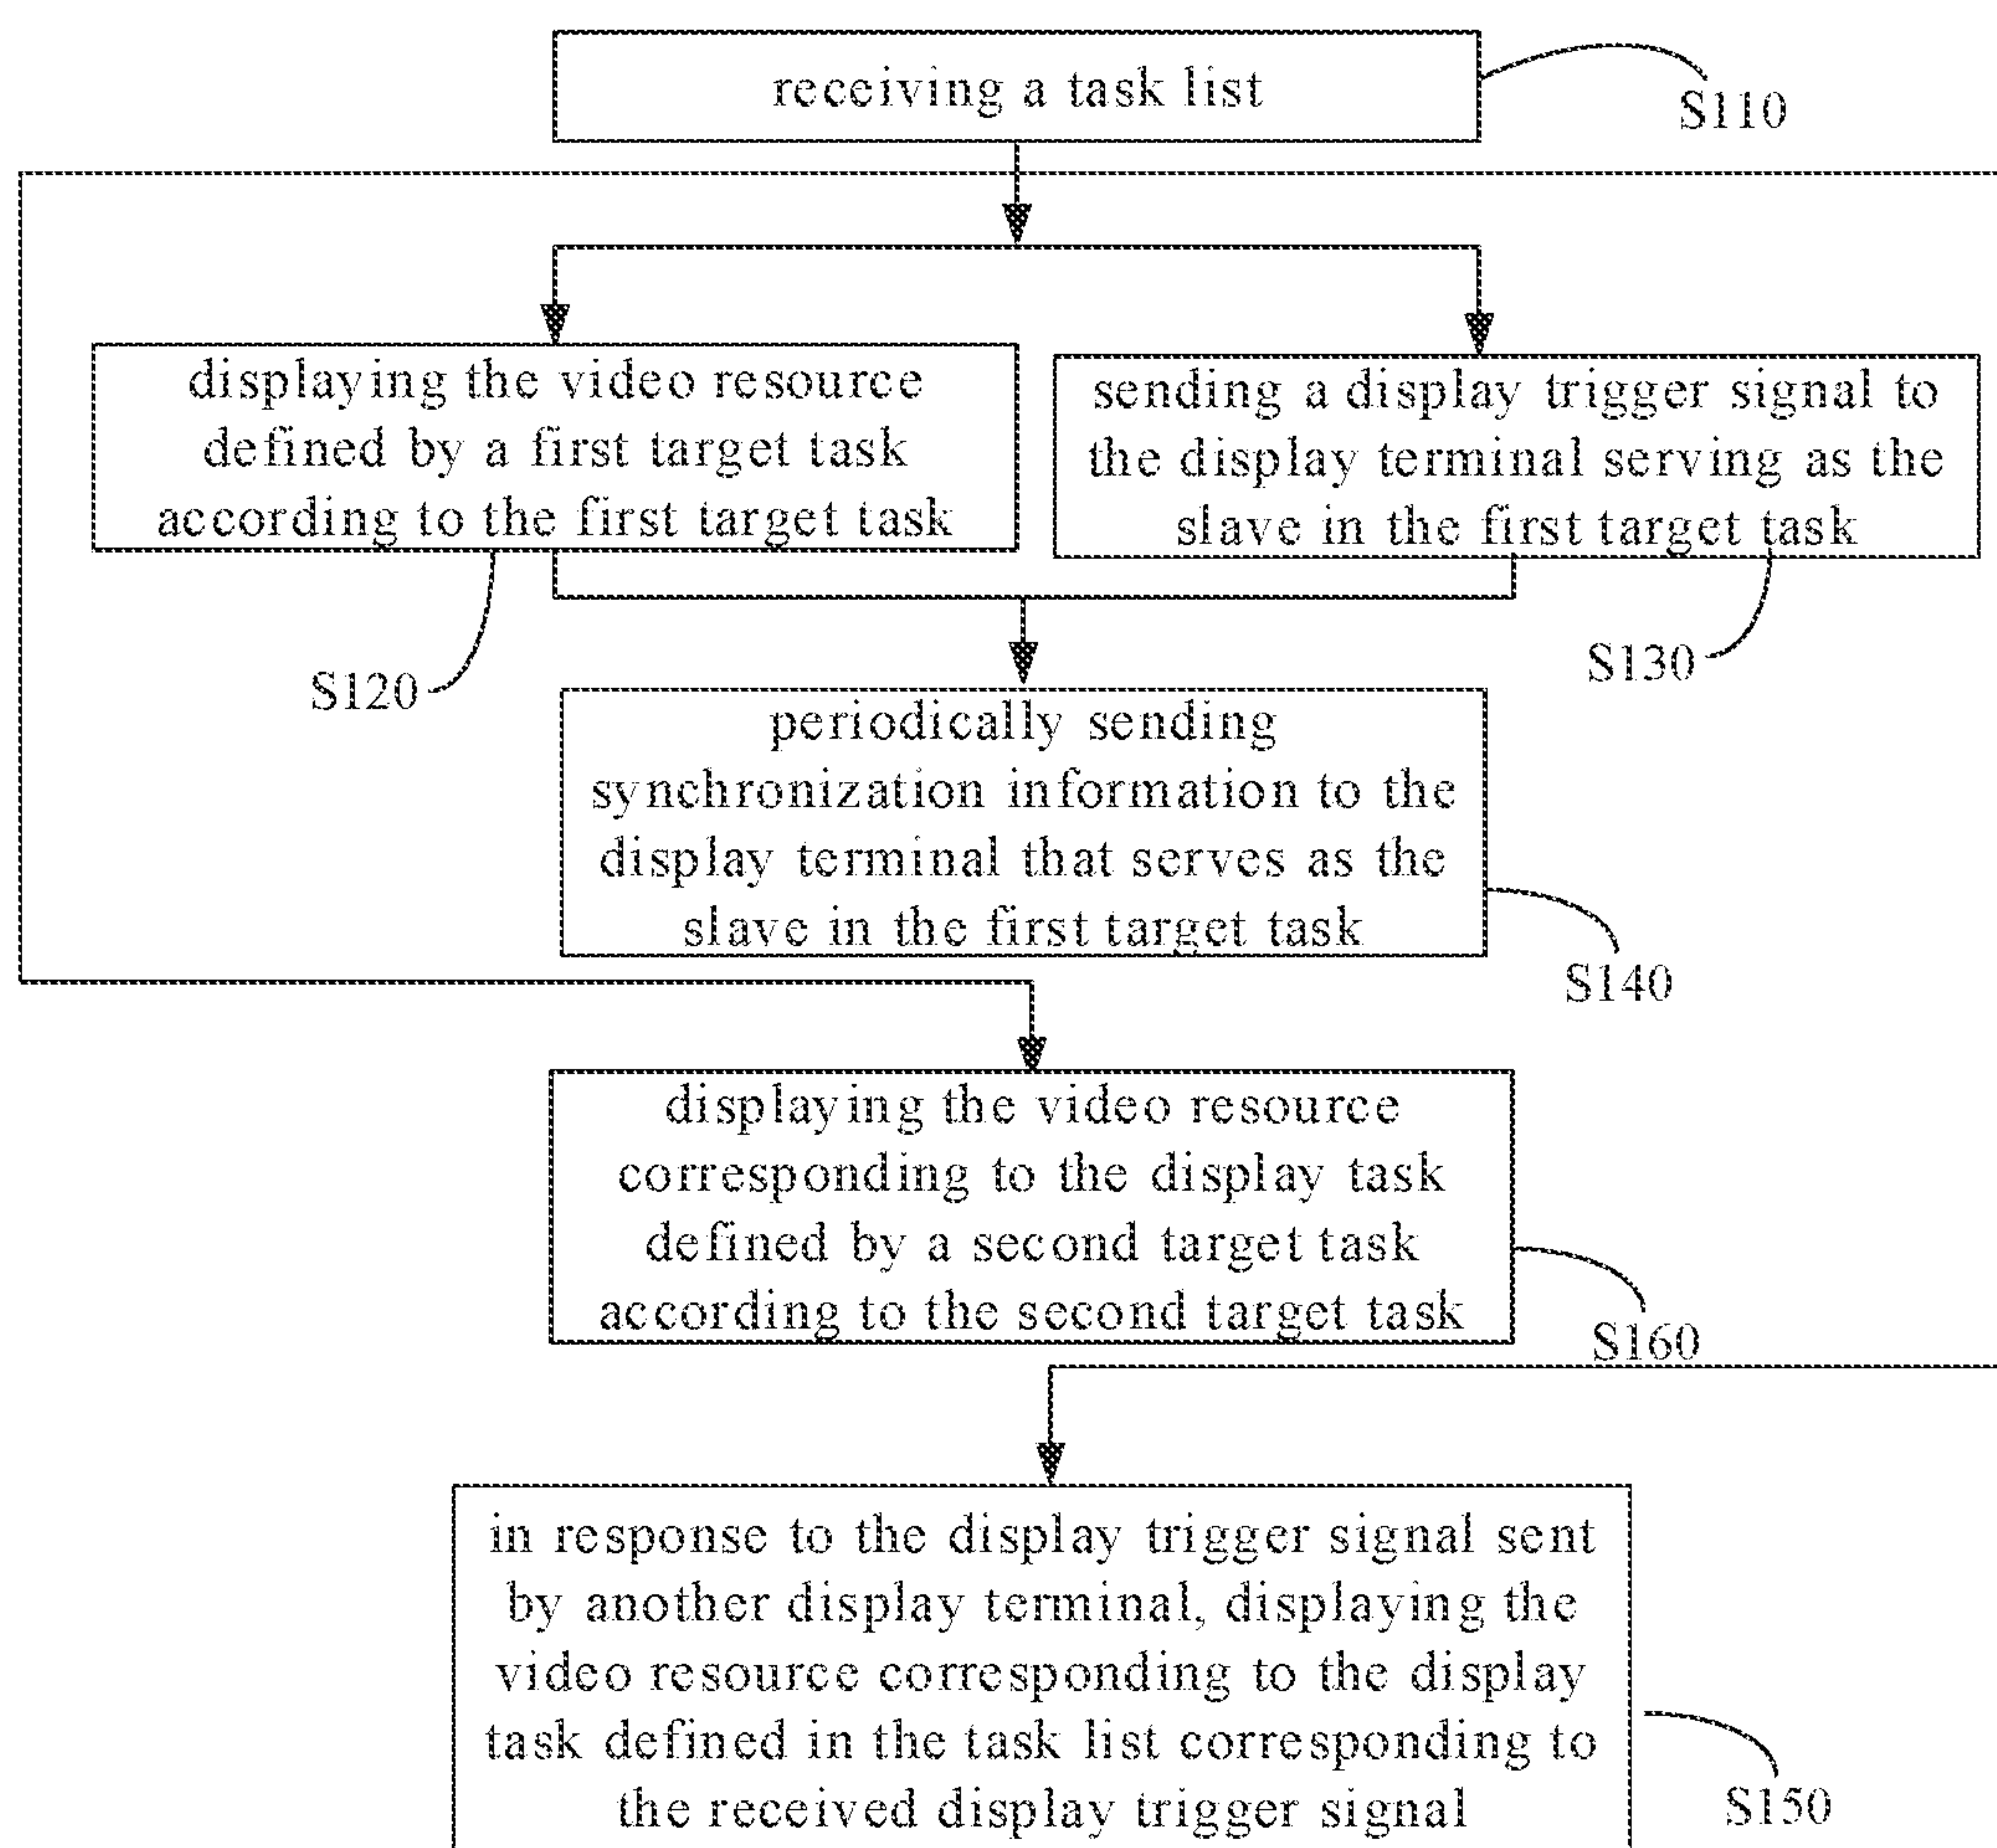 receiving a task list
S110
displaying the video resource
defined by a first target task
according to the first target task
S120
sending a display trigger signal to
the display terminal serving as the
slave in the first target task
S130
periodically sending
synchronization information to the
display terminal that serves as the
slave in the first target task
S140
displaying the video resource
corresponding to the display task
defined by a second target task
according to the second target task
S160
in response to the display trigger signal sent
by another display terminal, displaying the
video resource corresponding to the display
task defined in the task list corresponding to
the received display trigger signal
S150